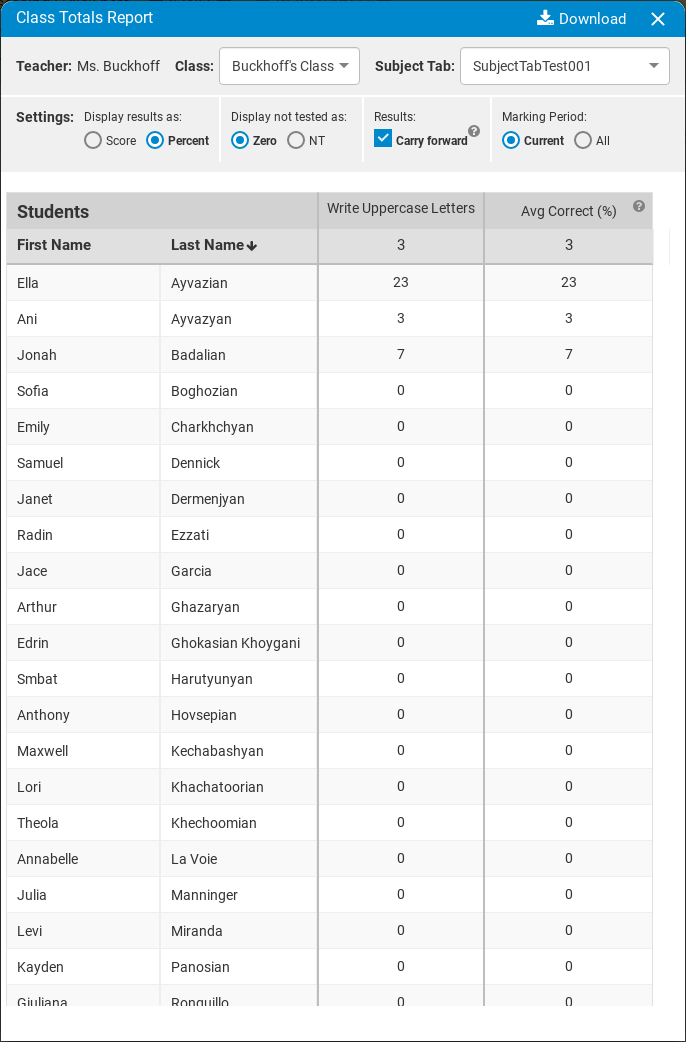 Class Totals Report Download
Teacher: Ms. Buckhoff Class: Buckhoff's Class Subject Tab: SubjectTabTest001
Settings: Display results as: Display not tested as: Results: Marking Period:
Score Percent Zero NT Carry forward ? Current All
Students Write Uppercase Letters Avg Correct (%) ?
First Name Last Name 3 3
Ella Ayvazian 23 23
Ani Ayvazyan 3 3
Jonah Badalian 7 7
Sofia Boghozian 0 0
Emily Charkhchyan 0 0
Samuel Dennick 0 0
Janet Dermenjyan 0 0
Radin Ezzati 0 0
Jace Garcia 0 0
Arthur Ghazaryan 0 0
Edrin Ghokasian Khoygani 0 0
Smbat Harutyunyan 0 0
Anthony Hovsepian 0 0
Maxwell Kechabashyan 0 0
Lori Khachatoorian 0 0
Theola Khechoomian 0 0
Annabelle La Voie 0 0
Julia Manninger 0 0
Levi Miranda 0 0
Kayden Panosian 0 0
Giuliana Ronquillo 0 0